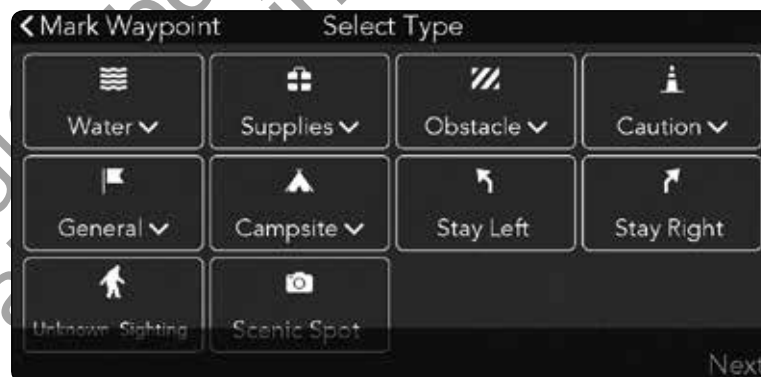 Mark Waypoint Select Type
Water Supplies Obstacle Caution
General Campsite Stay Left Stay Right
Unknown Sighting Scenic Spot
Next